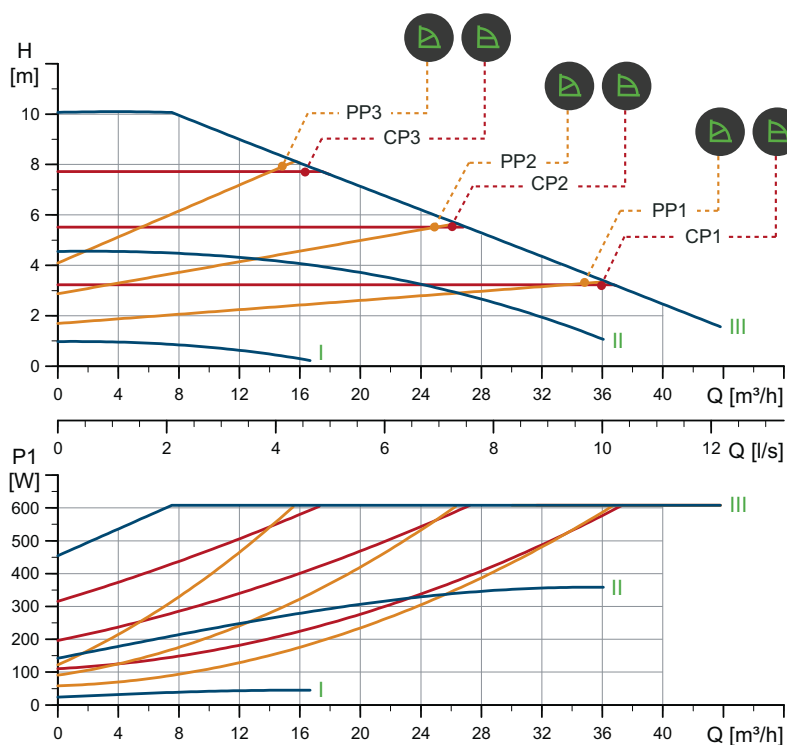 H
[m]
10
8
6
4
2
0
PP3
CP3
PP2
CP2
PP1
CP1
I
II
III
0 4 8 12 16 20 24 28 32 36 40 Q [m³/h]
0 2 4 6 8 10 12 Q [l/s]
P1
[W]
600
500
400
300
200
100
0
III
II
I
0 4 8 12 16 20 24 28 32 36 40 Q [m³/h]